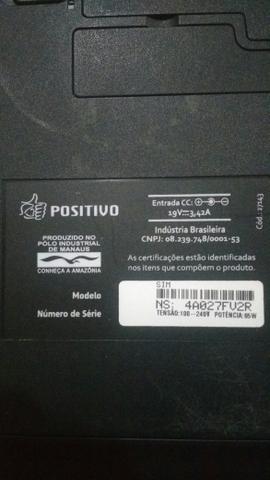 POSITIVO
PRODUZIDO NO
PÓLO INDUSTRIAL
DE MANAUS
CONHEÇA A AMAZÔNIA
Entrada CC:
19V 3,42A
Indústria Brasileira
CNPJ: 08.239.748/0001-53
As certificações estão identificadas
nos itens que compõem o produto.
Cód.: 27143
Modelo
SIM
Número de Série
NS: 4A027FV2R
TENSÃO:100--240V POTÊNCIA:65W